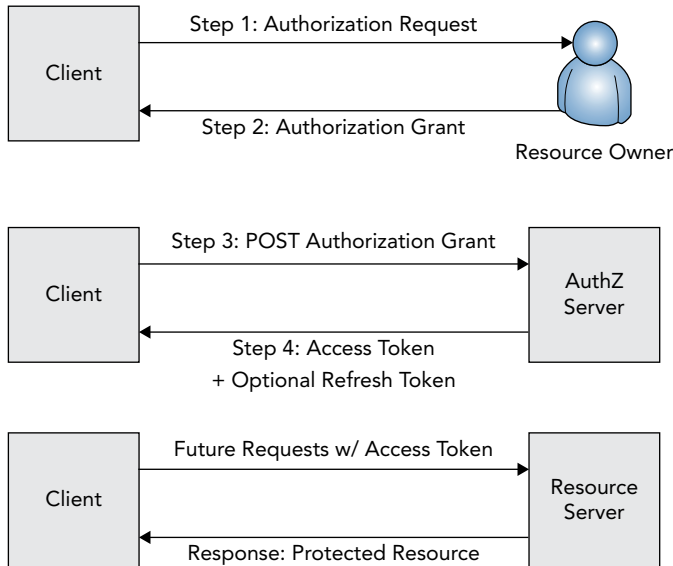 Step 1: Authorization Request
Client
Step 2: Authorization Grant
Resource Owner
Step 3: POST Authorization Grant
Client
AuthZ
Server
Step 4: Access Token
+ Optional Refresh Token
Future Requests w/ Access Token
Client
Resource
Server
Response: Protected Resource